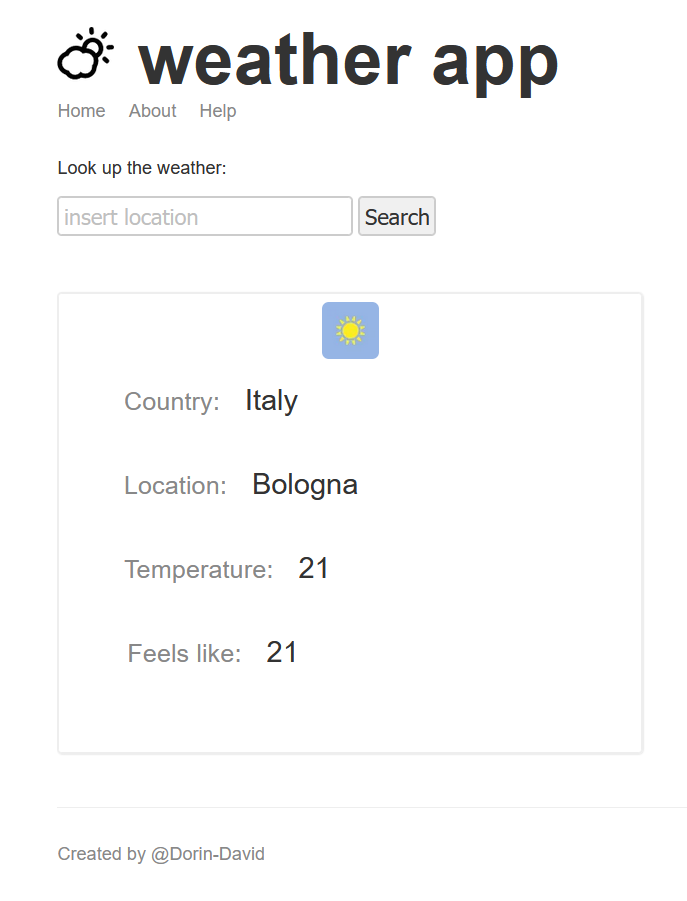 weather app
Home About Help
Look up the weather:
insert location Search
Country: Italy
Location: Bologna
Temperature: 21
Feels like: 21
Created by @Dorin-David